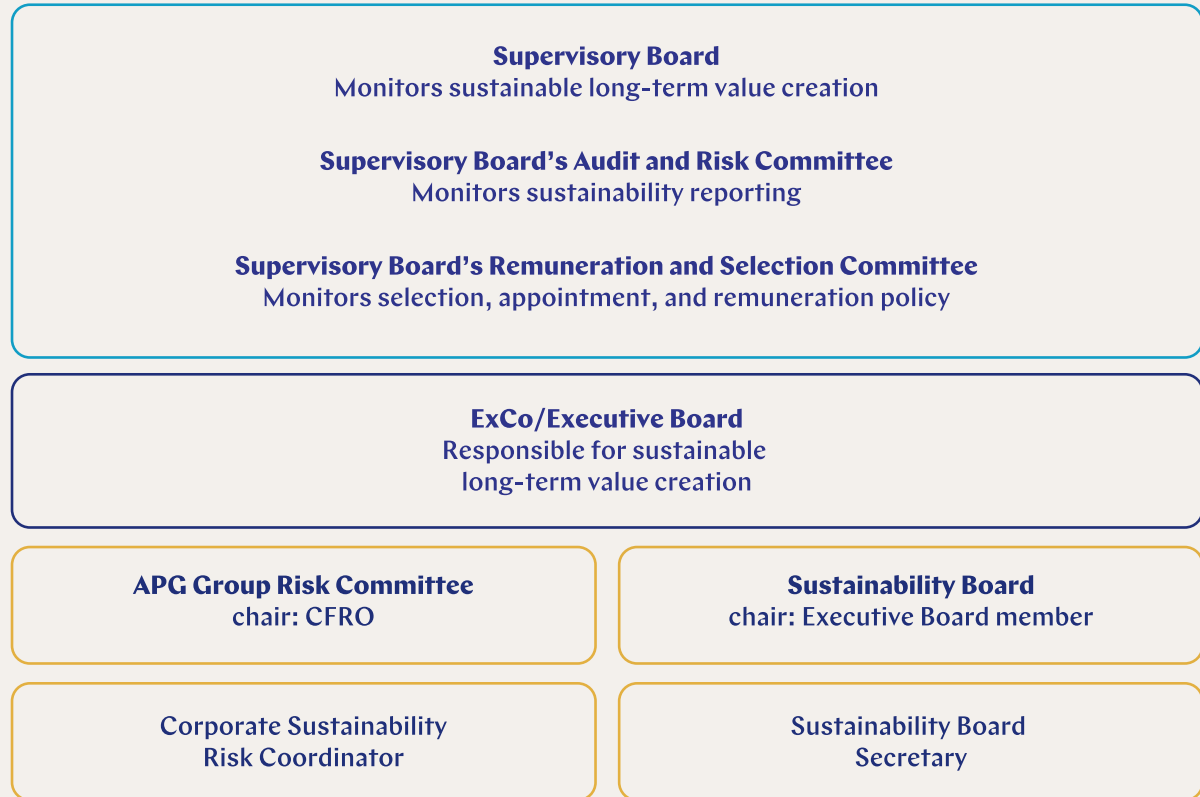 Supervisory Board
Monitors sustainable long-term value creation
Supervisory Board’s Audit and Risk Committee
Monitors sustainability reporting
Supervisory Board’s Remuneration and Selection Committee
Monitors selection, appointment, and remuneration policy
ExCo/Executive Board
Responsible for sustainable
long-term value creation
APG Group Risk Committee
chair: CFRO
Sustainability Board
chair: Executive Board member
Corporate Sustainability
Risk Coordinator
Sustainability Board
Secretary